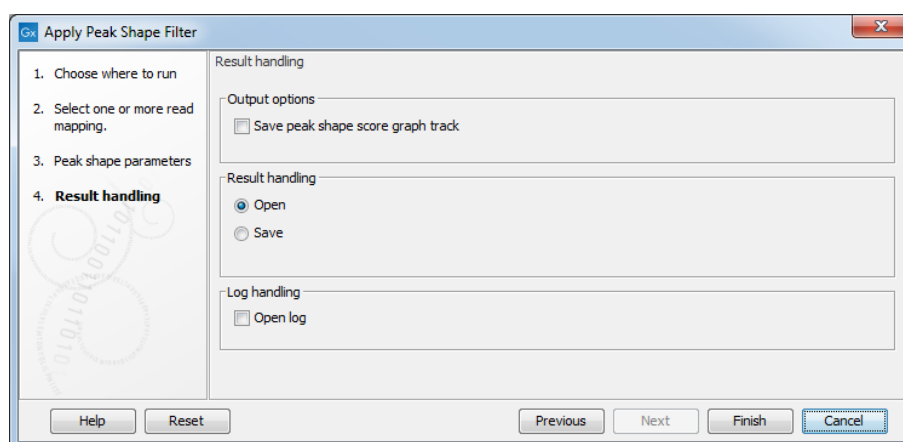 Gx Apply Peak Shape Filter
X
1. Choose where to run
2. Select one or more read
mapping.
3. Peak shape parameters
4. Result handling
Result handling
Output options
Save peak shape score graph track
Result handling
Open
Save
Log handling
Open log
Help
Reset
Previous
Next
Finish
Cancel